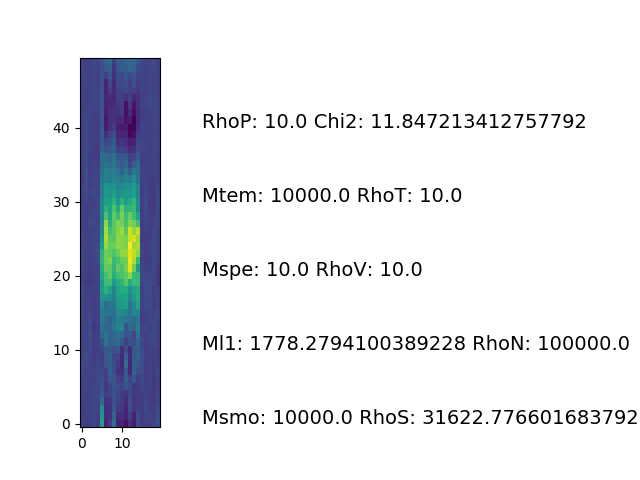 40
30
20
10
0
0 10
RhoP: 10.0 Chi2: 11.847213412757792
Mtem: 10000.0 RhoT: 10.0
Mspe: 10.0 RhoV: 10.0
Ml1: 1778.2794100389228 RhoN: 100000.0
Msmo: 10000.0 RhoS: 31622.776601683792